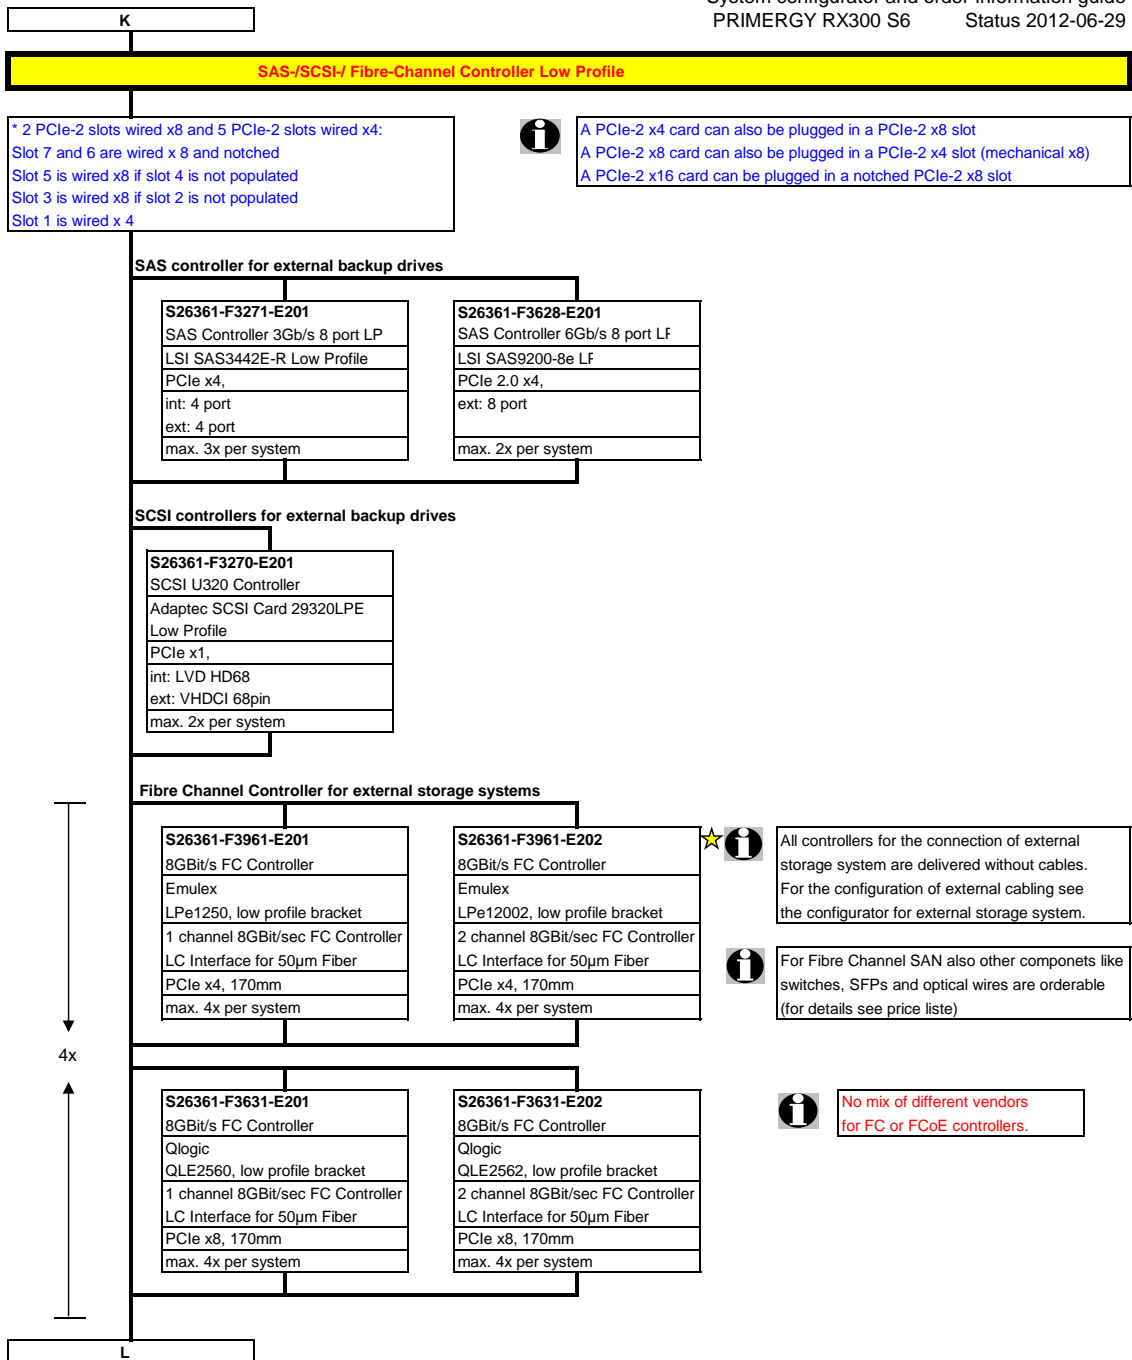 System configurator and order information guide
PRIMERGY RX300 S6 Status 2012-06-29
K
SAS-/SCSI-/ Fibre-Channel Controller Low Profile
* 2 PCIe-2 slots wired x8 and 5 PCIe-2 slots wired x4:
Slot 7 and 6 are wired x 8 and notched
Slot 5 is wired x8 if slot 4 is not populated
Slot 3 is wired x8 if slot 2 is not populated
Slot 1 is wired x 4
A PCIe-2 x4 card can also be plugged in a PCIe-2 x8 slot
A PCIe-2 x8 card can also be plugged in a PCIe-2 x4 slot (mechanical x8)
A PCIe-2 x16 card can be plugged in a notched PCIe-2 x8 slot
SAS controller for external backup drives
S26361-F3271-E201
SAS Controller 3Gb/s 8 port LP
LSI SAS3442E-R Low Profile
PCIe x4,
int: 4 port
ext: 4 port
max. 3x per system
S26361-F3628-E201
SAS Controller 6Gb/s 8 port LP
LSI SAS9200-8e LP
PCIe 2.0 x4,
ext: 8 port
max. 2x per system
SCSI controllers for external backup drives
S26361-F3270-E201
SCSI U320 Controller
Adaptec SCSI Card 29320LPE
Low Profile
PCIe x1,
int: LVD HD68
ext: VHDCI 68pin
max. 2x per system
Fibre Channel Controller for external storage systems
S26361-F3961-E201
8GBit/s FC Controller
Emulex
LPe1250, low profile bracket
1 channel 8GBit/sec FC Controller
LC Interface for 50µm Fiber
PCIe x4, 170mm
max. 4x per system
S26361-F3961-E202
8GBit/s FC Controller
Emulex
LPe12002, low profile bracket
2 channel 8GBit/sec FC Controller
LC Interface for 50µm Fiber
PCIe x4, 170mm
max. 4x per system
All controllers for the connection of external
storage system are delivered without cables.
For the configuration of external cabling see
the configurator for external storage system.
For Fibre Channel SAN also other componets like
switches, SFPs and optical wires are orderable
(for details see price liste)
4x
S26361-F3631-E201
8GBit/s FC Controller
Qlogic
QLE2560, low profile bracket
1 channel 8GBit/sec FC Controller
LC Interface for 50µm Fiber
PCIe x8, 170mm
max. 4x per system
S26361-F3631-E202
8GBit/s FC Controller
Qlogic
QLE2562, low profile bracket
2 channel 8GBit/sec FC Controller
LC Interface for 50µm Fiber
PCIe x8, 170mm
max. 4x per system
No mix of different vendors
for FC or FCoE controllers.
L